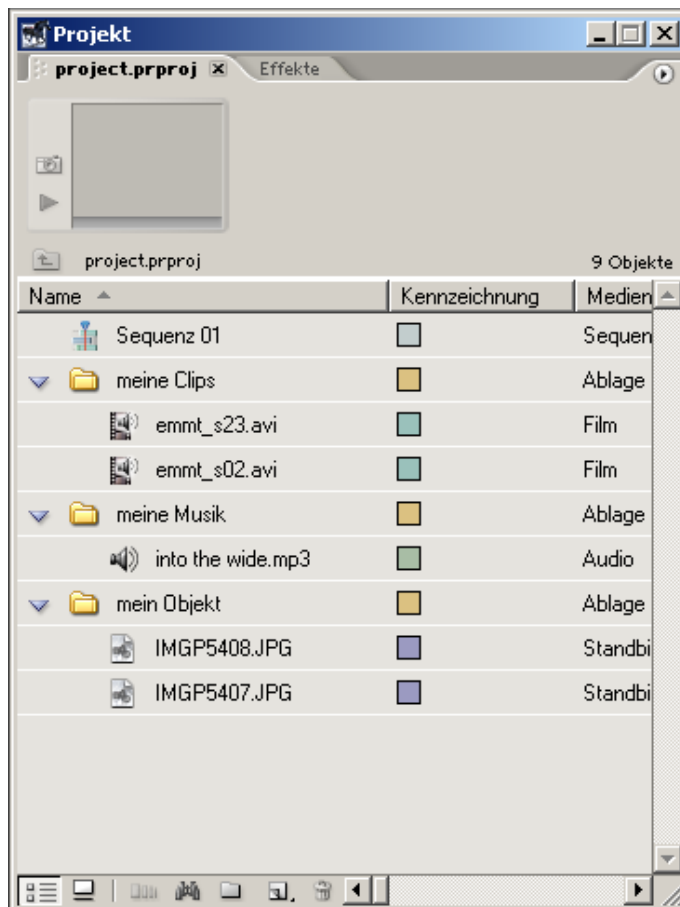 Projekt
project.prproj Effekte
project.prproj 9 Objekte
Name Kennzeichnung Medien
Sequenz 01 Sequen
meine Clips Ablage
emmt_s23.avi Film
emmt_s02.avi Film
meine Musik Ablage
into the wide.mp3 Audio
mein Objekt Ablage
IMGP5408.JPG Standbi
IMGP5407.JPG Standbi